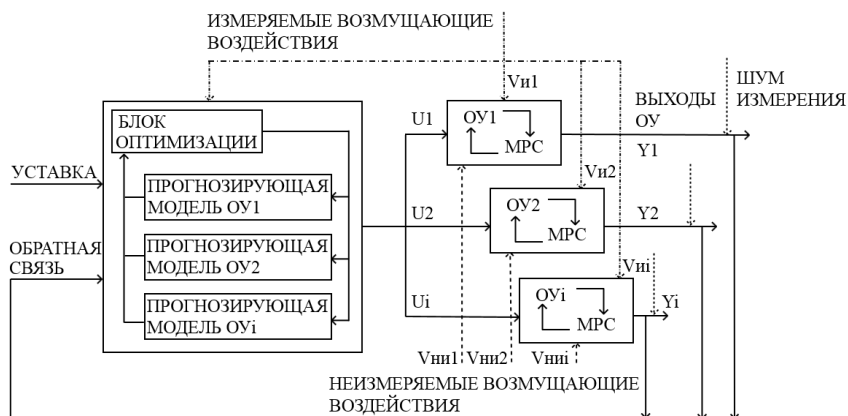 ИЗМЕРЯЕМЫЕ ВОЗМУЩАЮЩИЕ
ВОЗДЕЙСТВИЯ
Vи1
ШУМ
ИЗМЕРЕНИЯ
ВЫХОДЫ
ОУ
Y1
U1
ОУ1
МРС
БЛОК
ОПТИМИЗАЦИИ
УСТАВКА
ПРОГНОЗИРУЮЩАЯ
МОДЕЛЬ ОУ1
Vи2
U2
ОУ2
МРС
Y2
ОБРАТНАЯ
СВЯЗЬ
ПРОГНОЗИРУЮЩАЯ
МОДЕЛЬ ОУ2
Vиi
Ui
ОУi
МРС
Yi
ПРОГНОЗИРУЮЩАЯ
МОДЕЛЬ ОУi
Vни1
Vни2
Vниi
НЕИЗМЕРЯЕМЫЕ ВОЗМУЩАЮЩИЕ
ВОЗДЕЙСТВИЯ